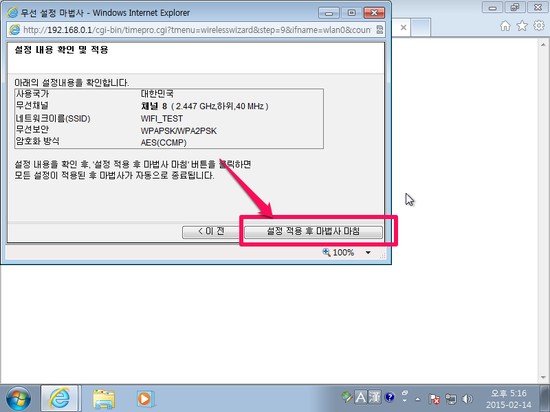 무선 설정 마법사 - Windows Internet Explorer
http://192.168.0.1/cgi-bin/timepro.cgi?tmenu=wirelesswizard&step=9&ifname=wlan0&coun
설정 내용 확인 및 적용
아래의 설정내용을 확인합니다.
사용국가 대한민국
무선채널 채널 8 ( 2.447 GHz,하위,40 MHz )
네트워크이름(SSID) WIFI_TEST
무선보안 WPAPSK/WPA2PSK
암호화 방식 AES(CCMP)
설정 내용을 확인 후, '설정 적용 후 마법사 마침' 버튼을 클릭하면
모든 설정이 적용된 후 마법사가 자동으로 종료됩니다.
< 이 전 설정 적용 후 마법사 마침
100%
A 漢
오후 5:16
2015-02-14